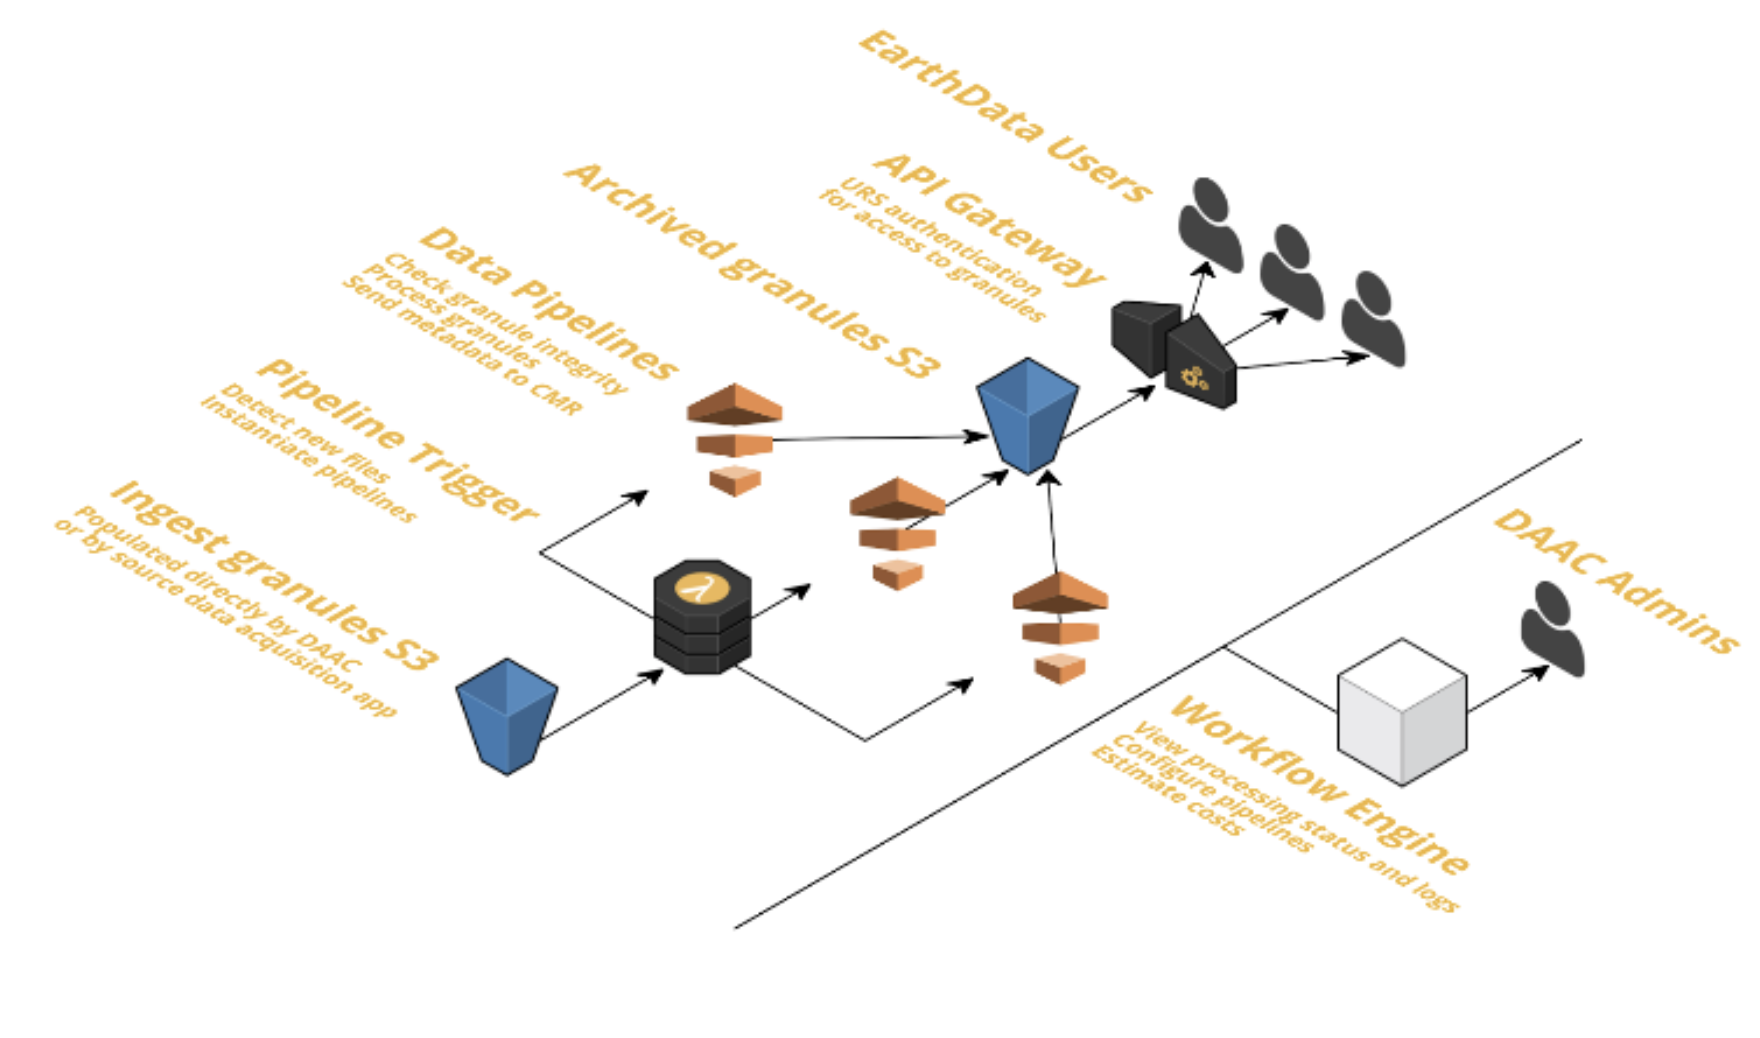 EarthData Users
API Gateway
URS authentication
for access to granules
Archived granules S3
Data Pipelines
Check granule integrity
Process granules
Send metadata to CMR
Pipeline Trigger
Detect new files
Instantiate pipelines
Ingest granules S3
Populated directly by DAAC
or by source data acquisition app
λ
DAAC Admins
Workflow Engine
View processing status and logs
Configure pipelines
Estimate costs